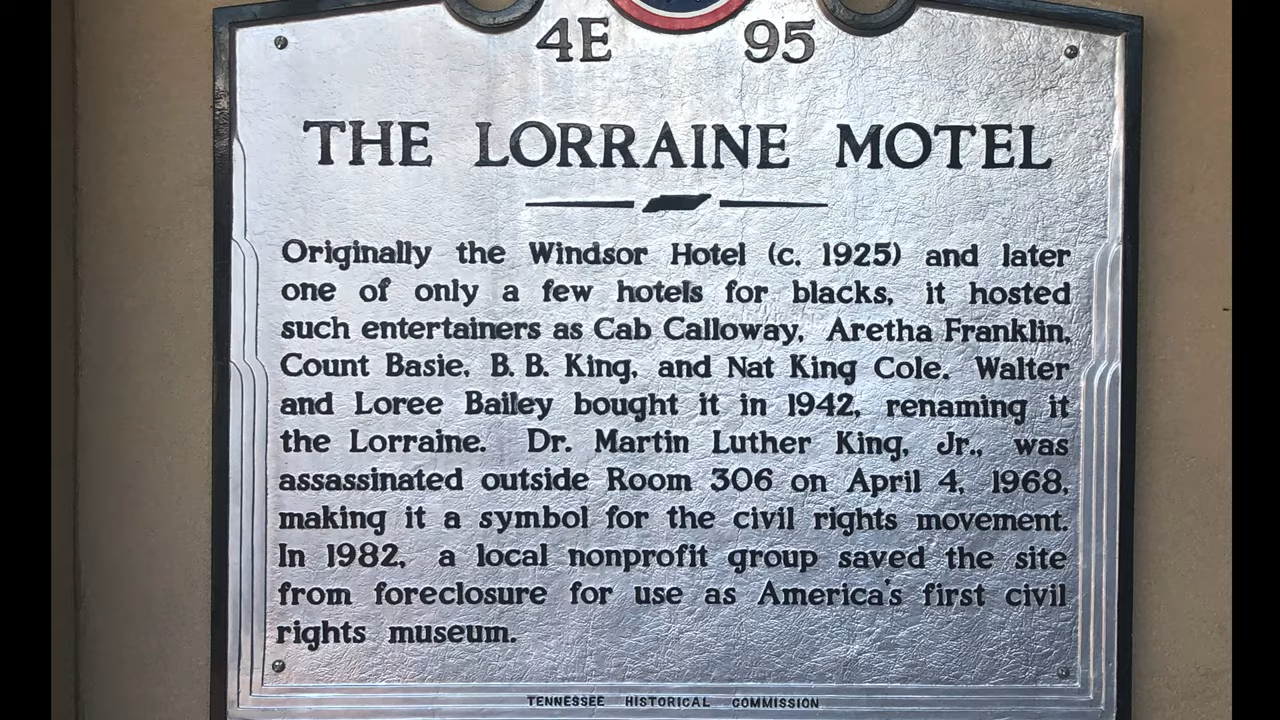 4E 95
THE LORRAINE MOTEL
Originally the Windsor Hotel (c. 1925) and later
one of only a few hotels for blacks, it hosted
such entertainers as Cab Calloway, Aretha Franklin,
Count Basie, B. B. King, and Nat King Cole. Walter
and Loree Bailey bought it in 1942, renaming it
the Lorraine. Dr. Martin Luther King, Jr., was
assassinated outside Room 306 on April 4, 1968,
making it a symbol for the civil rights movement.
In 1982, a local nonprofit group saved the site
from foreclosure for use as America's first civil
rights museum.
TENNESSEE HISTORICAL COMMISSION